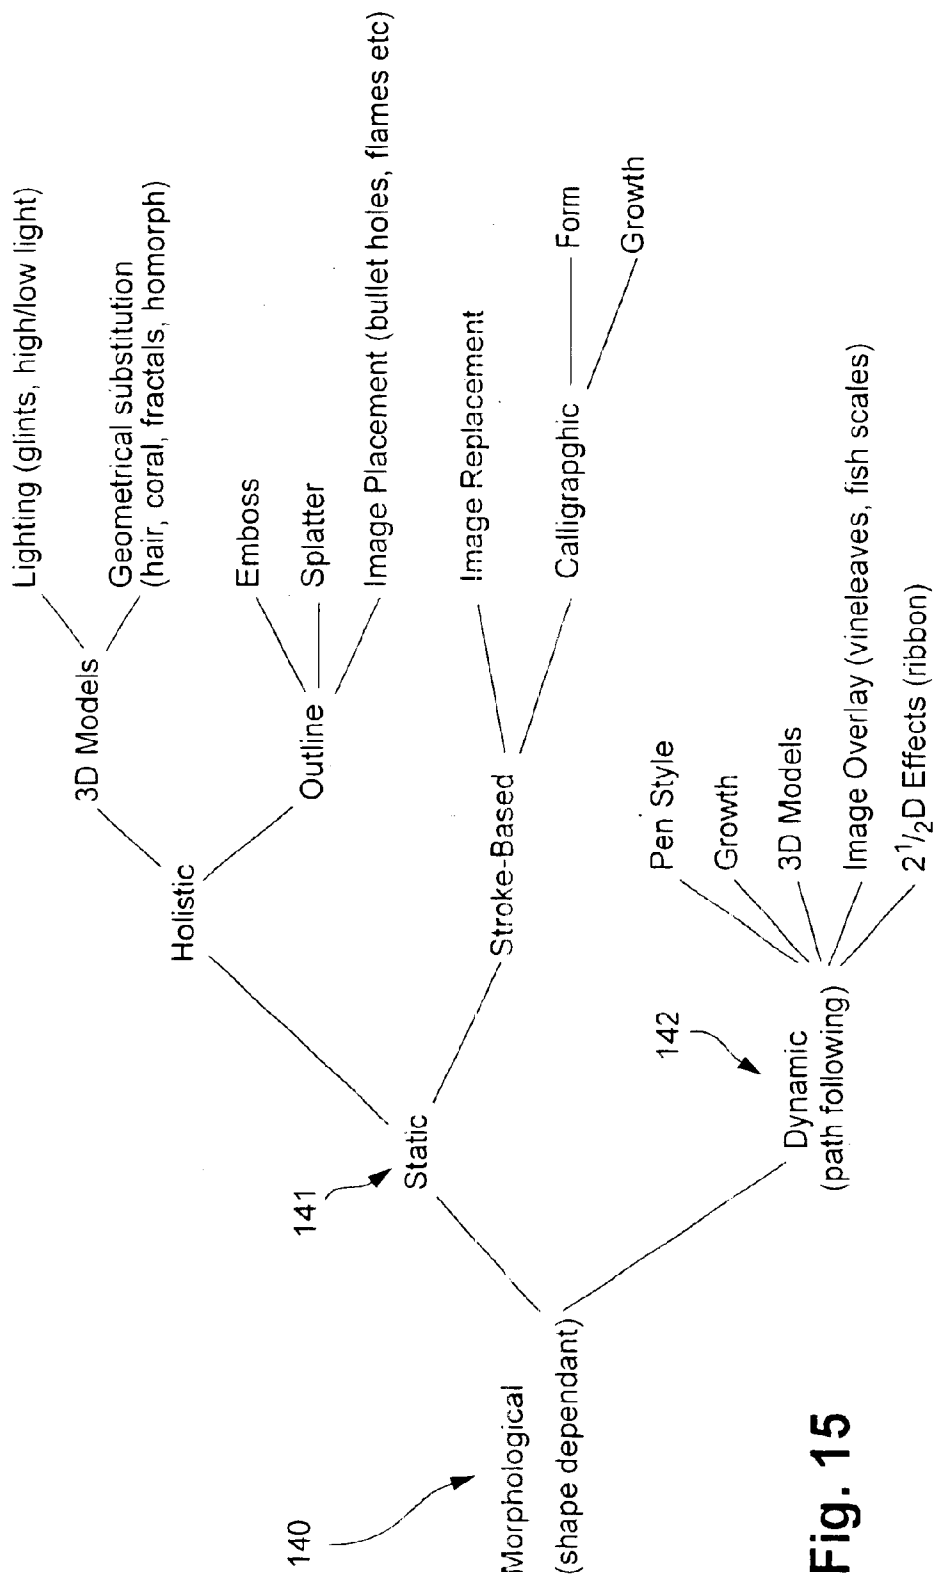 140
Morphological
(shape dependant)
141
Static
142
Dynamic
(path following)
Holistic
3D Models
Lighting (glints, high/low light)
Geometrical substitution
(hair, coral, fractals, homorph)
Outline
Emboss
Splatter
Image Placement (bullet holes, flames etc)
Stroke-Based
Image Replacement
Calligrapghic
Form
Growth
Pen Style
Growth
3D Models
Image Overlay (vineleaves, fish scales)
2 1/2D Effects (ribbon)
Fig. 15